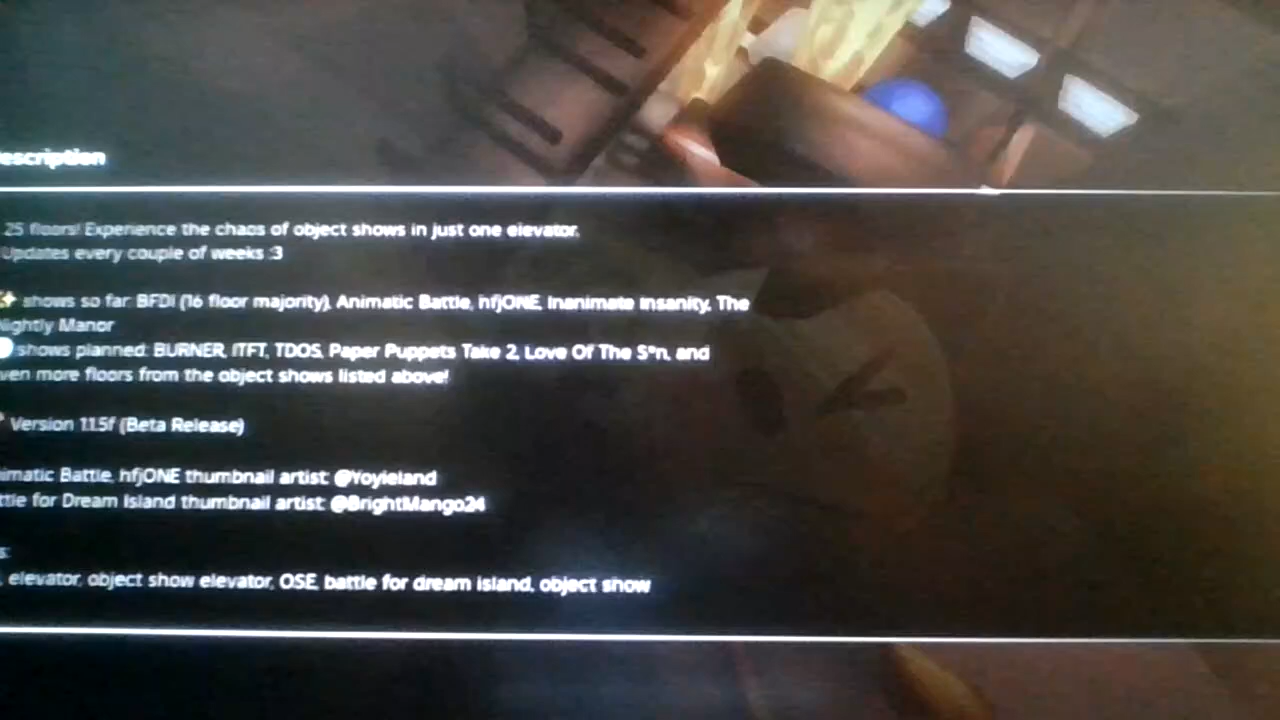 escription
25 floors! Experience the chaos of object shows in just one elevator.
Updates every couple of weeks :3
shows so far: BFDI (16 floor majority), Animatic Battle, hfjONE, Inanimate Insanity, The
Nightly Manor
shows planned: BURNER, ITFT, TDOS, Paper Puppets Take 2, Love Of The S*n, and
ven more floors from the object shows listed above!
Version 1.1.5f (Beta Release)
imatic Battle, hfjONE thumbnail artist: @Yoyleland
ttle for Dream Island thumbnail artist: @BrightMango24
s:
, elevator, object show elevator, OSE, battle for dream island, object show